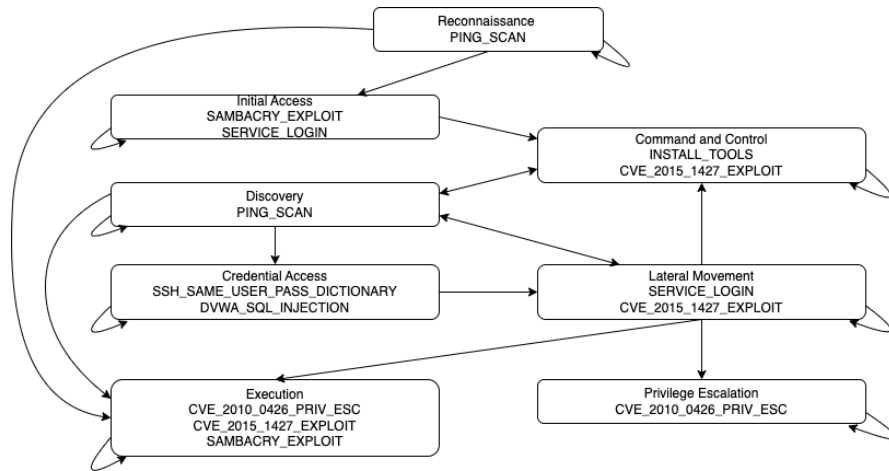 Reconnaissance
PING_SCAN
Initial Access
SAMBACRY_EXPLOIT
SERVICE_LOGIN
Command and Control
INSTALL_TOOLS
CVE_2015_1427_EXPLOIT
Discovery
PING_SCAN
Credential Access
SSH_SAME_USER_PASS_DICTIONARY
DVWA_SQL_INJECTION
Lateral Movement
SERVICE_LOGIN
CVE_2015_1427_EXPLOIT
Execution
CVE_2010_0426_PRIV_ESC
CVE_2015_1427_EXPLOIT
SAMBACRY_EXPLOIT
Privilege Escalation
CVE_2010_0426_PRIV_ESC